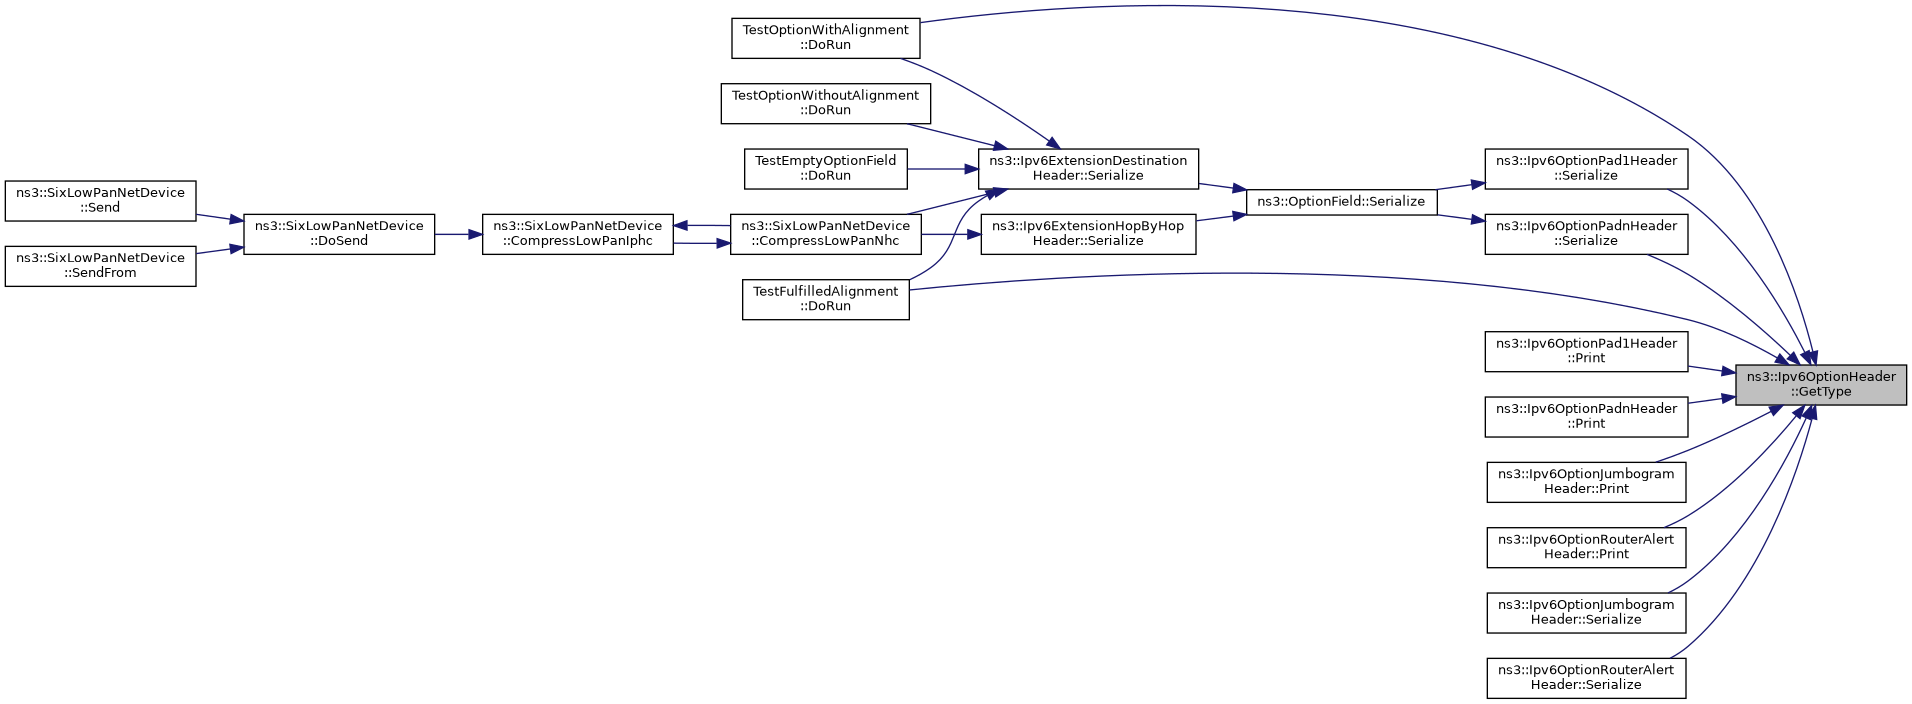 TestOptionWithAlignment
::DoRun
TestOptionWithoutAlignment
::DoRun
TestEmptyOptionField
::DoRun
ns3::Ipv6ExtensionDestination
Header::Serialize
ns3::Ipv6OptionPad1Header
::Serialize
ns3::SixLowPanNetDevice
::Send
ns3::OptionField::Serialize
ns3::SixLowPanNetDevice
::DoSend
ns3::SixLowPanNetDevice
::CompressLowPanIphc
ns3::SixLowPanNetDevice
::CompressLowPanNhc
ns3::Ipv6ExtensionHopByHop
Header::Serialize
ns3::Ipv6OptionPadnHeader
::Serialize
ns3::SixLowPanNetDevice
::SendFrom
TestFulfilledAlignment
::DoRun
ns3::Ipv6OptionPad1Header
::Print
ns3::Ipv6OptionHeader
::GetType
ns3::Ipv6OptionPadnHeader
::Print
ns3::Ipv6OptionJumbogram
Header::Print
ns3::Ipv6OptionRouterAlert
Header::Print
ns3::Ipv6OptionJumbogram
Header::Serialize
ns3::Ipv6OptionRouterAlert
Header::Serialize